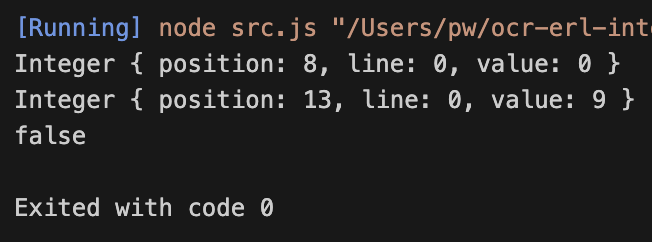 [Running] node src.js "/Users/pw/ocr-erl-int
Integer { position: 8, line: 0, value: 0 }
Integer { position: 13, line: 0, value: 9 }
false
Exited with code 0